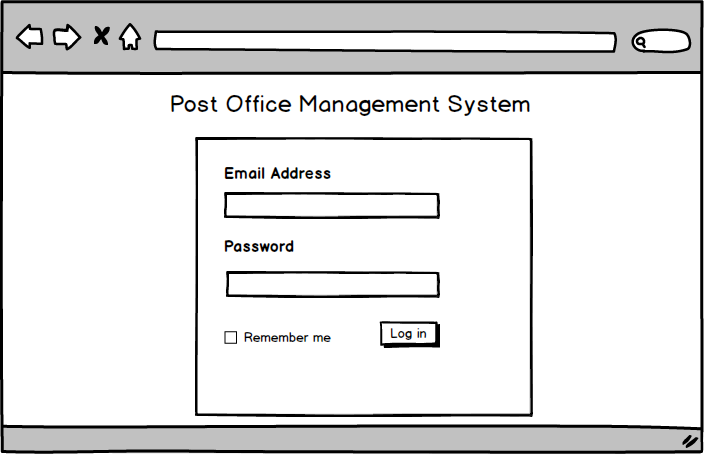 Post Office Management System
Email Address
Password
Remember me
Log in